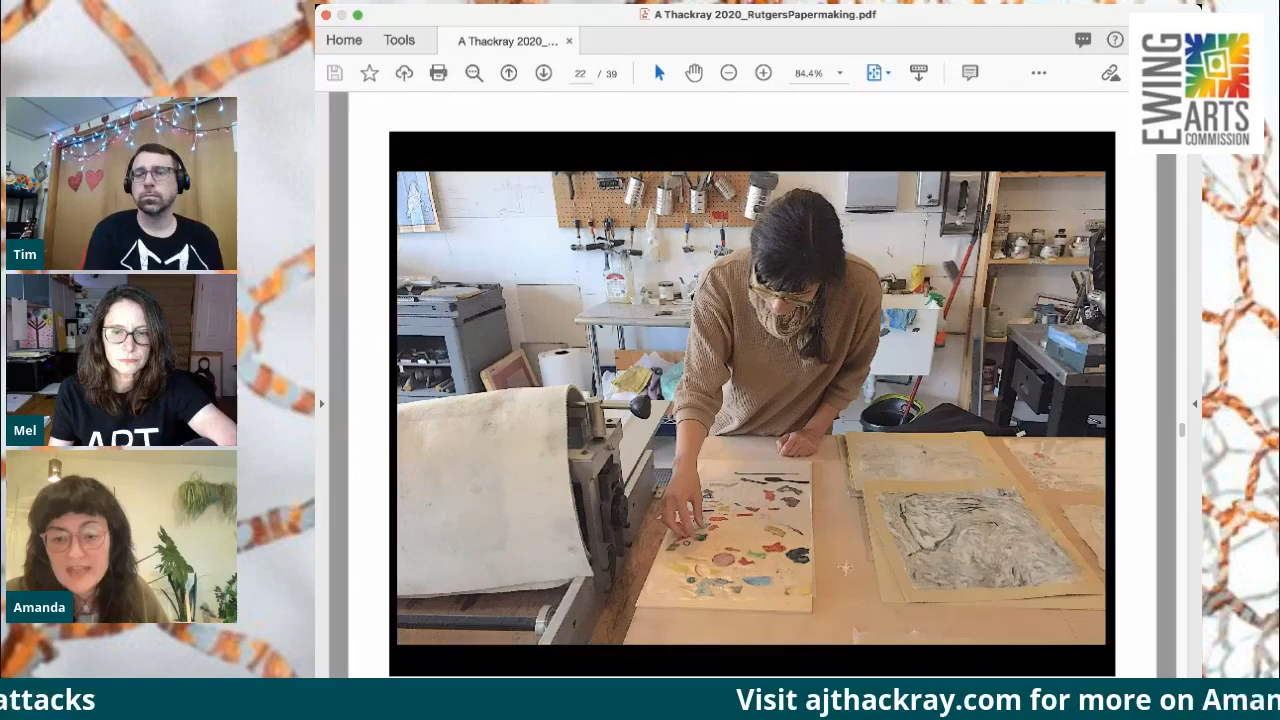 A Thackray 2020_RutgersPapermaking.pdf
Home Tools A Thackray 2020_... ×
22 / 39 84.4%
EWING
ARTS
COMMISSION
Tim
Mel
ART
Amanda
attacks Visit ajthackray.com for more on Aman